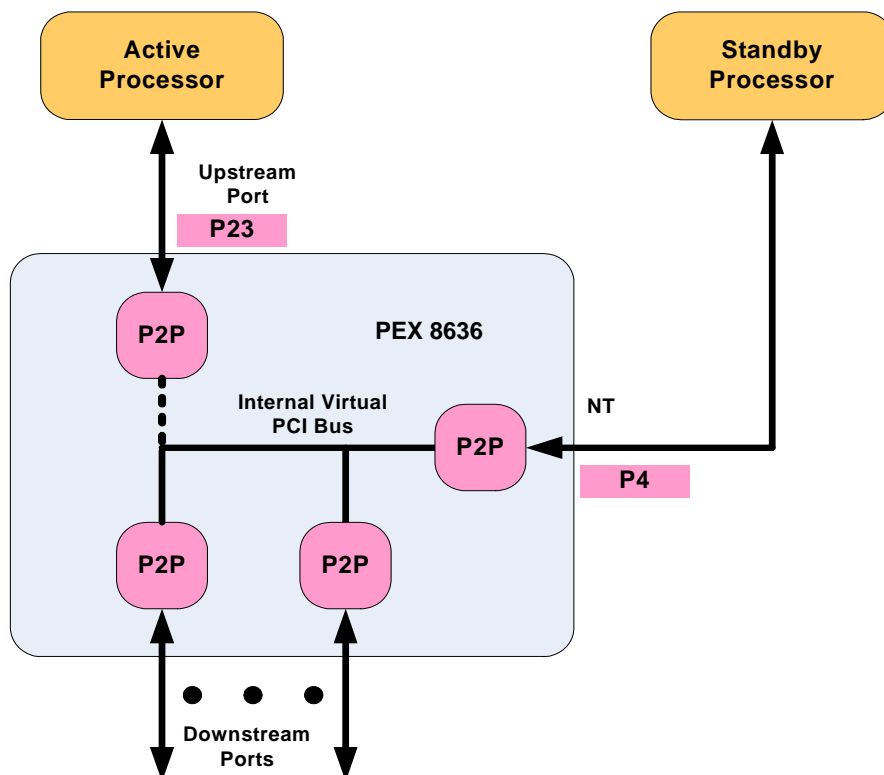 Active
Processor
Standby
Processor
Upstream
Port
P23
P2P
PEX 8636
Internal Virtual
PCI Bus
NT
P2P
P4
P2P
P2P
Downstream
Ports